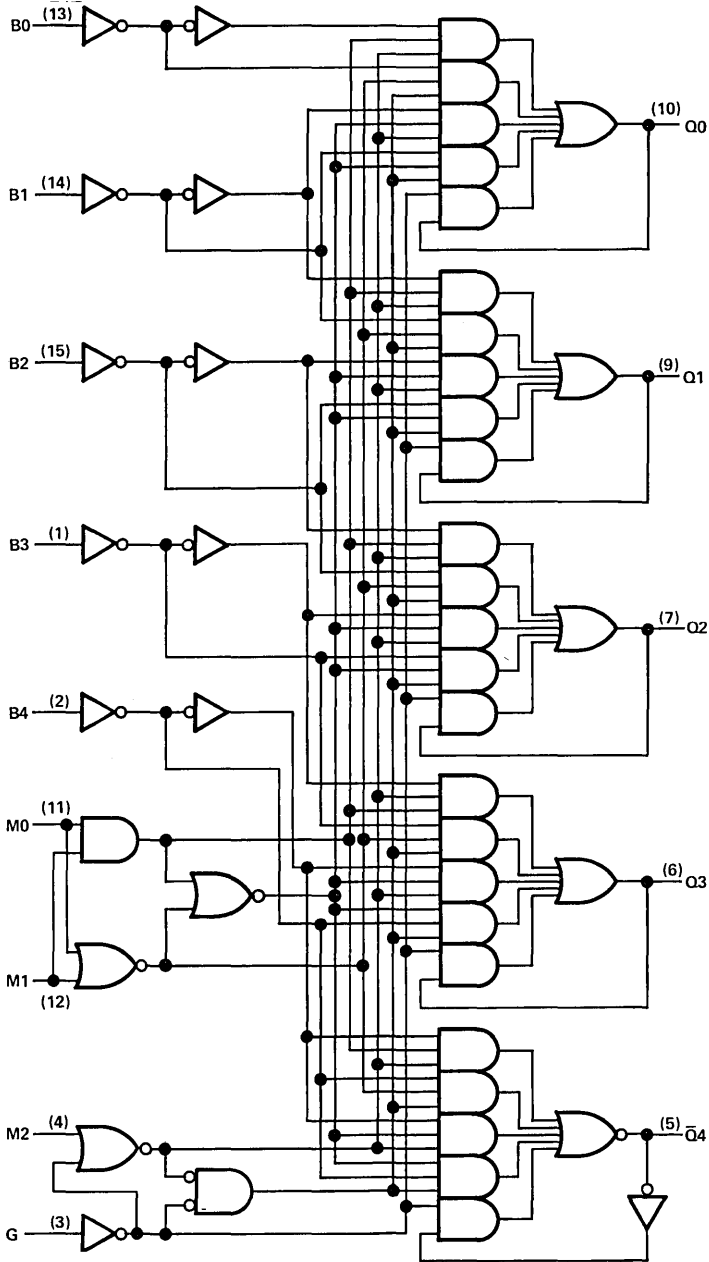 B0 (13)
(10) Q0
B1 (14)
B2 (15)
(9) Q1
B3 (1)
(7) Q2
B4 (2)
M0 (11)
(6) Q3
M1 (12)
M2 (4)
(5) Q̅4
G (3)